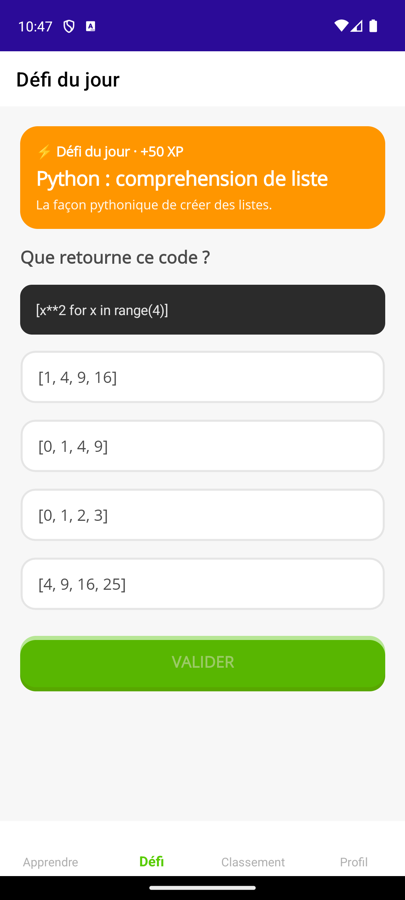 10:47
Défi du jour
⚡ Défi du jour · +50 XP
Python : comprehension de liste
La façon pythonique de créer des listes.
Que retourne ce code ?
[x**2 for x in range(4)]
[1, 4, 9, 16]
[0, 1, 4, 9]
[0, 1, 2, 3]
[4, 9, 16, 25]
VALIDER
Apprendre Défi Classement Profil